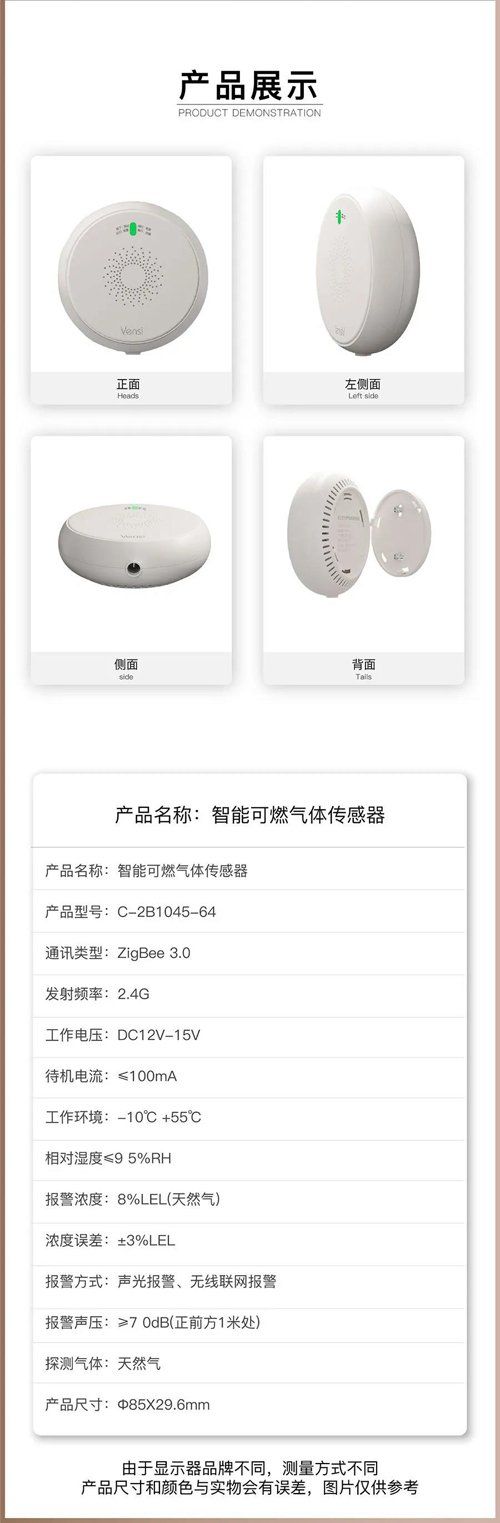 产品展示
PRODUCT DEMONSTRATION
Vensi
正面
Heads
Vensi
左侧面
Left side
Vensi
侧面
side
背面
Tails
产品名称：智能可燃气体传感器
产品名称：智能可燃气体传感器
产品型号：C-2B1045-64
通讯类型：ZigBee 3.0
发射频率：2.4G
工作电压：DC12V-15V
待机电流：≤100mA
工作环境：-10℃ +55℃
相对湿度≤9 5%RH
报警浓度：8%LEL(天然气)
浓度误差：±3%LEL
报警方式：声光报警、无线联网报警
报警声压：≥7 0dB(正前方1米处)
探测气体：天然气
产品尺寸：Φ85X29.6mm
由于显示器品牌不同，测量方式不同
产品尺寸和颜色与实物会有误差，图片仅供参考